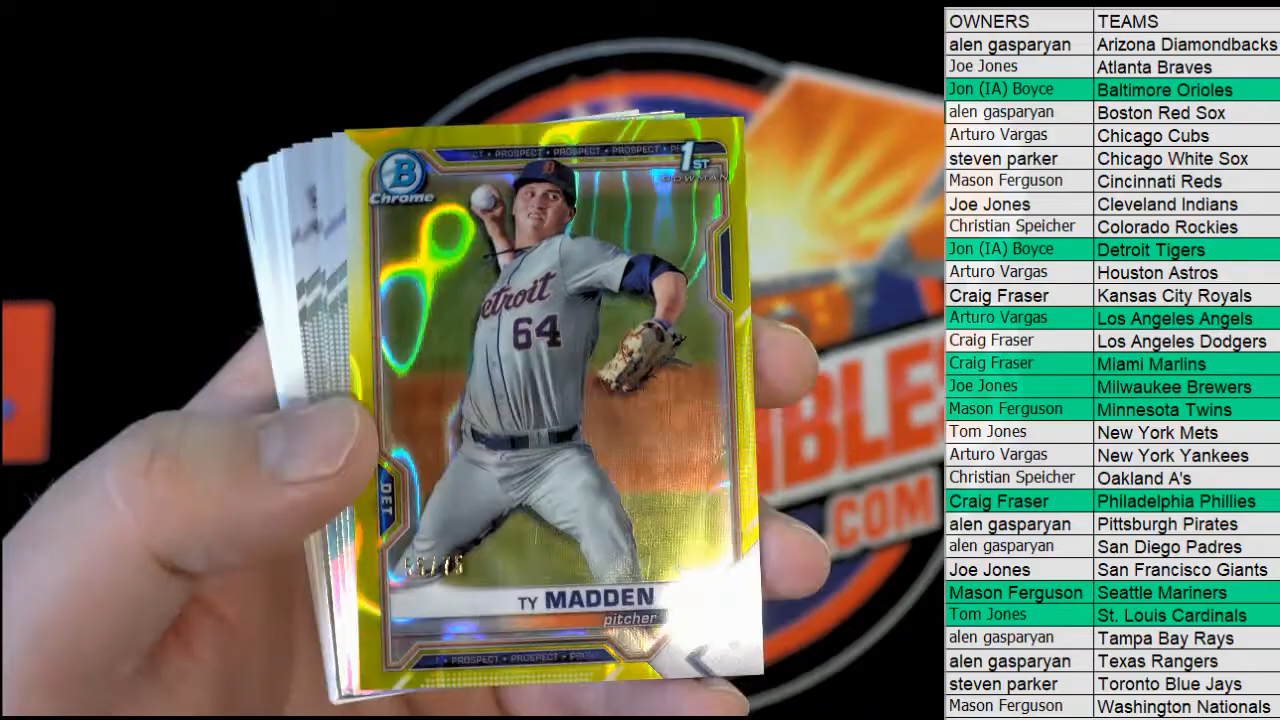 • PROSPECT • PROSPECT • PROSPECT •
B
Chrome
1ST
BOWMAN
Detroit
64
DET
TY MADDEN
pitcher
• PROSPECT • PROSPECT •
COM
OWNERS TEAMS
alen gasparyan Arizona Diamondbacks
Joe Jones Atlanta Braves
Jon (IA) Boyce Baltimore Orioles
alen gasparyan Boston Red Sox
Arturo Vargas Chicago Cubs
steven parker Chicago White Sox
Mason Ferguson Cincinnati Reds
Joe Jones Cleveland Indians
Christian Speicher Colorado Rockies
Jon (IA) Boyce Detroit Tigers
Arturo Vargas Houston Astros
Craig Fraser Kansas City Royals
Arturo Vargas Los Angeles Angels
Craig Fraser Los Angeles Dodgers
Craig Fraser Miami Marlins
Joe Jones Milwaukee Brewers
Mason Ferguson Minnesota Twins
Tom Jones New York Mets
Arturo Vargas New York Yankees
Christian Speicher Oakland A's
Craig Fraser Philadelphia Phillies
alen gasparyan Pittsburgh Pirates
alen gasparyan San Diego Padres
Joe Jones San Francisco Giants
Mason Ferguson Seattle Mariners
Tom Jones St. Louis Cardinals
alen gasparyan Tampa Bay Rays
alen gasparyan Texas Rangers
steven parker Toronto Blue Jays
Mason Ferguson Washington Nationals